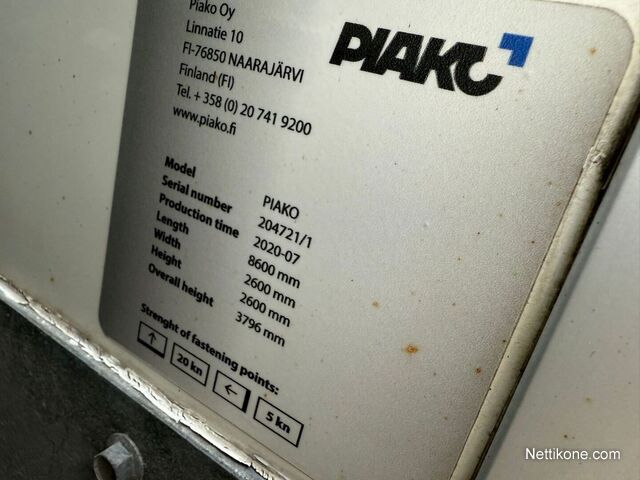 Piako Oy
Linnatie 10
FI-76850 NAARAJÄRVI
Finland (FI)
Tel. + 358 (0) 20 741 9200
www.piako.fi
PIAKO
Model PIAKO
Serial number 204721/1
Production time 2020-07
Length 8600 mm
Width 2600 mm
Height 2600 mm
Overall height 3796 mm
Strenght of fastening points:
↑ 20 kn ← 5 kn
Nettikone.com